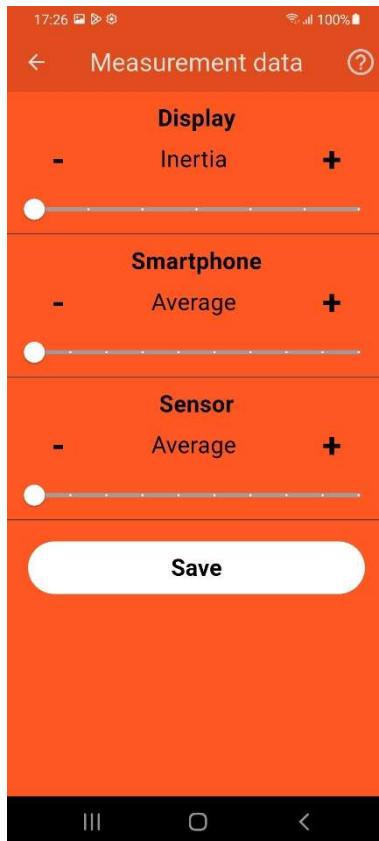 17:26 100%
Measurement data ?
Display
- Inertia +
Smartphone
- Average +
Sensor
- Average +
Save